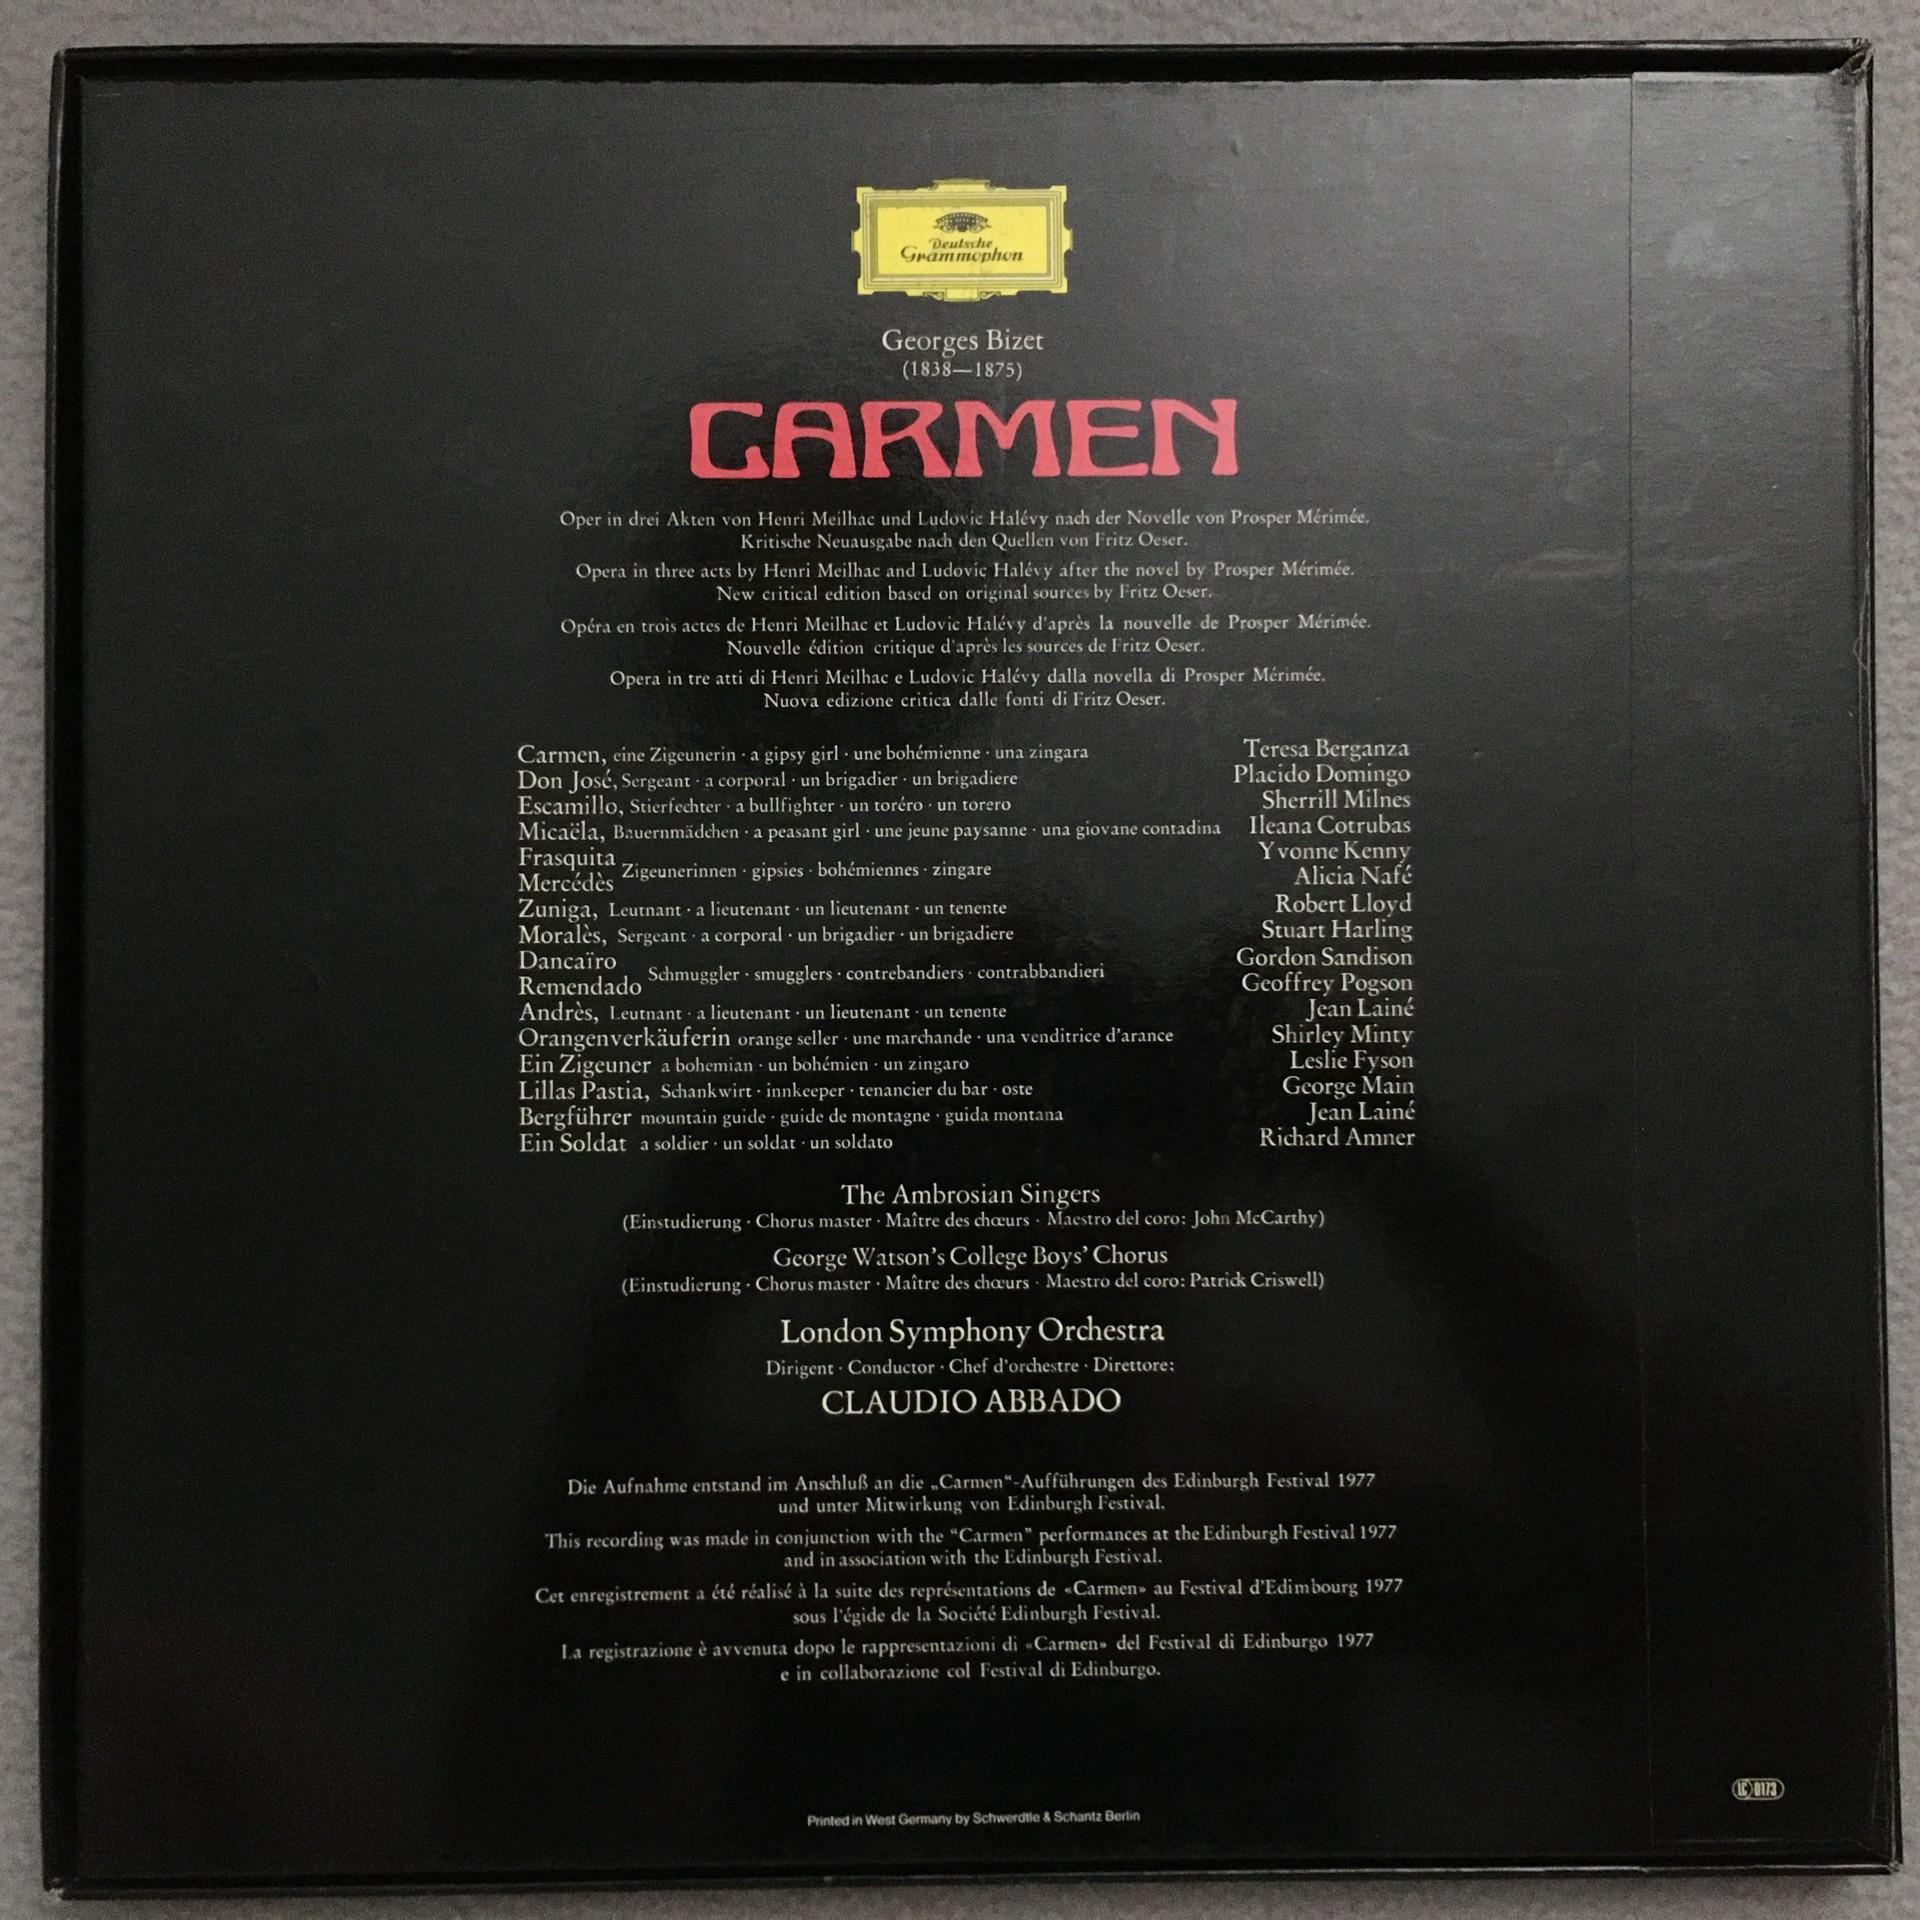 Deutsche
Grammophon
Georges Bizet
(1838—1875)
CARMEN
Oper in drei Akten von Henri Meilhac und Ludovic Halévy nach der Novelle von Prosper Mérimée.
Kritische Neuausgabe nach den Quellen von Fritz Oeser.
Opera in three acts by Henri Meilhac and Ludovic Halévy after the novel by Prosper Mérimée.
New critical edition based on original sources by Fritz Oeser.
Opéra en trois actes de Henri Meilhac et Ludovic Halévy d'après la nouvelle de Prosper Mérimée.
Nouvelle édition critique d'après les sources de Fritz Oeser.
Opera in tre atti di Henri Meilhac e Ludovic Halévy dalla novella di Prosper Mérimée.
Nuova edizione critica dalle fonti di Fritz Oeser.
Carmen, eine Zigeunerin · a gipsy girl · une bohémienne · una zingara Teresa Berganza
Don José, Sergeant · a corporal · un brigadier · un brigadiere Placido Domingo
Escamillo, Stierfechter · a bullfighter · un toréro · un torero Sherrill Milnes
Micaëla, Bauernmädchen · a peasant girl · une jeune paysanne · una giovane contadina Ileana Cotrubas
Frasquita Yvonne Kenny
Zigeunerinnen · gipsies · bohémiennes · zingare
Mercédès Alicia Nafé
Zuniga, Leutnant · a lieutenant · un lieutenant · un tenente Robert Lloyd
Moralès, Sergeant · a corporal · un brigadier · un brigadiere Stuart Harling
Dancaïro Gordon Sandison
Schmuggler · smugglers · contrebandiers · contrabbandieri
Remendado Geoffrey Pogson
Andrès, Leutnant · a lieutenant · un lieutenant · un tenente Jean Lainé
Orangenverkäuferin orange seller · une marchande · una venditrice d'arance Shirley Minty
Ein Zigeuner a bohemian · un bohémien · un zingaro Leslie Fyson
Lillas Pastia, Schankwirt · innkeeper · tenancier du bar · oste George Main
Bergführer mountain guide · guide de montagne · guida montana Jean Lainé
Ein Soldat a soldier · un soldat · un soldato Richard Amner
The Ambrosian Singers
(Einstudierung · Chorus master · Maître des chœurs · Maestro del coro: John McCarthy)
George Watson's College Boys' Chorus
(Einstudierung · Chorus master · Maître des chœurs · Maestro del coro: Patrick Criswell)
London Symphony Orchestra
Dirigent · Conductor · Chef d'orchestre · Direttore:
CLAUDIO ABBADO
Die Aufnahme entstand im Anschluß an die „Carmen“-Aufführungen des Edinburgh Festival 1977
und unter Mitwirkung von Edinburgh Festival.
This recording was made in conjunction with the “Carmen” performances at the Edinburgh Festival 1977
and in association with the Edinburgh Festival.
Cet enregistrement a été réalisé à la suite des représentations de «Carmen» au Festival d'Edimbourg 1977
sous l'égide de la Société Edinburgh Festival.
La registrazione è avvenuta dopo le rappresentazioni di «Carmen» del Festival di Edinburgo 1977
e in collaborazione col Festival di Edinburgo.
LC 0173
Printed in West Germany by Schwerdtle & Schantz Berlin